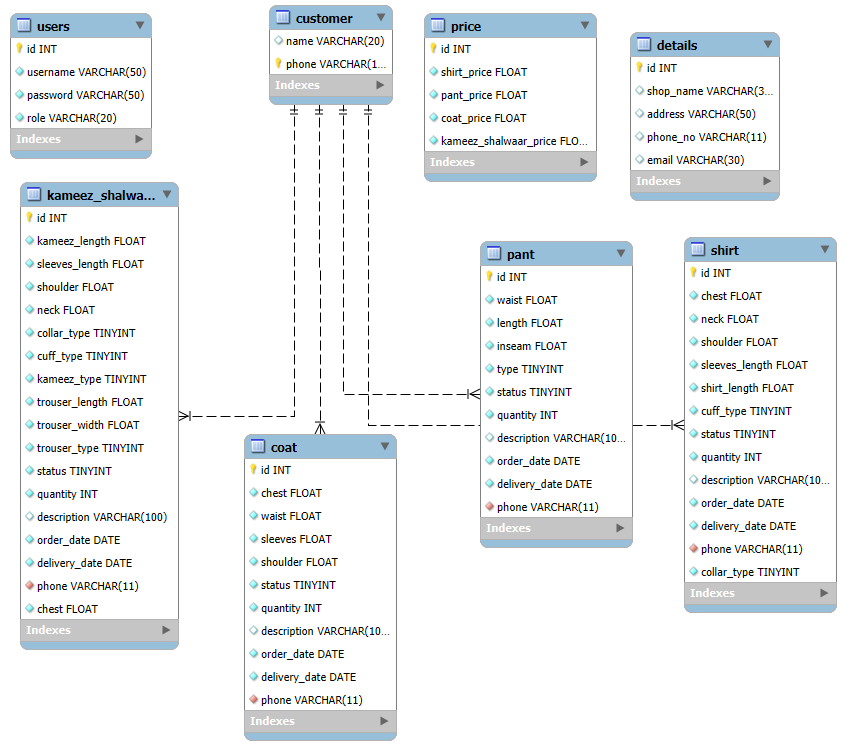 users
id INT
username VARCHAR(50)
password VARCHAR(50)
role VARCHAR(20)
Indexes
customer
name VARCHAR(20)
phone VARCHAR(1...
Indexes
price
id INT
shirt_price FLOAT
pant_price FLOAT
coat_price FLOAT
kameez_shalwaar_price FLO...
Indexes
details
id INT
shop_name VARCHAR(3...
address VARCHAR(50)
phone_no VARCHAR(11)
email VARCHAR(30)
Indexes
kameez_shalwa...
id INT
kameez_length FLOAT
sleeves_length FLOAT
shoulder FLOAT
neck FLOAT
collar_type TINYINT
cuff_type TINYINT
kameez_type TINYINT
trouser_length FLOAT
trouser_width FLOAT
trouser_type TINYINT
status TINYINT
quantity INT
description VARCHAR(100)
order_date DATE
delivery_date DATE
phone VARCHAR(11)
chest FLOAT
Indexes
coat
id INT
chest FLOAT
waist FLOAT
sleeves FLOAT
shoulder FLOAT
status TINYINT
quantity INT
description VARCHAR(10...
order_date DATE
delivery_date DATE
phone VARCHAR(11)
Indexes
pant
id INT
waist FLOAT
length FLOAT
inseam FLOAT
type TINYINT
status TINYINT
quantity INT
description VARCHAR(10...
order_date DATE
delivery_date DATE
phone VARCHAR(11)
Indexes
shirt
id INT
chest FLOAT
neck FLOAT
shoulder FLOAT
sleeves_length FLOAT
shirt_length FLOAT
cuff_type TINYINT
status TINYINT
quantity INT
description VARCHAR(10...
order_date DATE
delivery_date DATE
phone VARCHAR(11)
collar_type TINYINT
Indexes